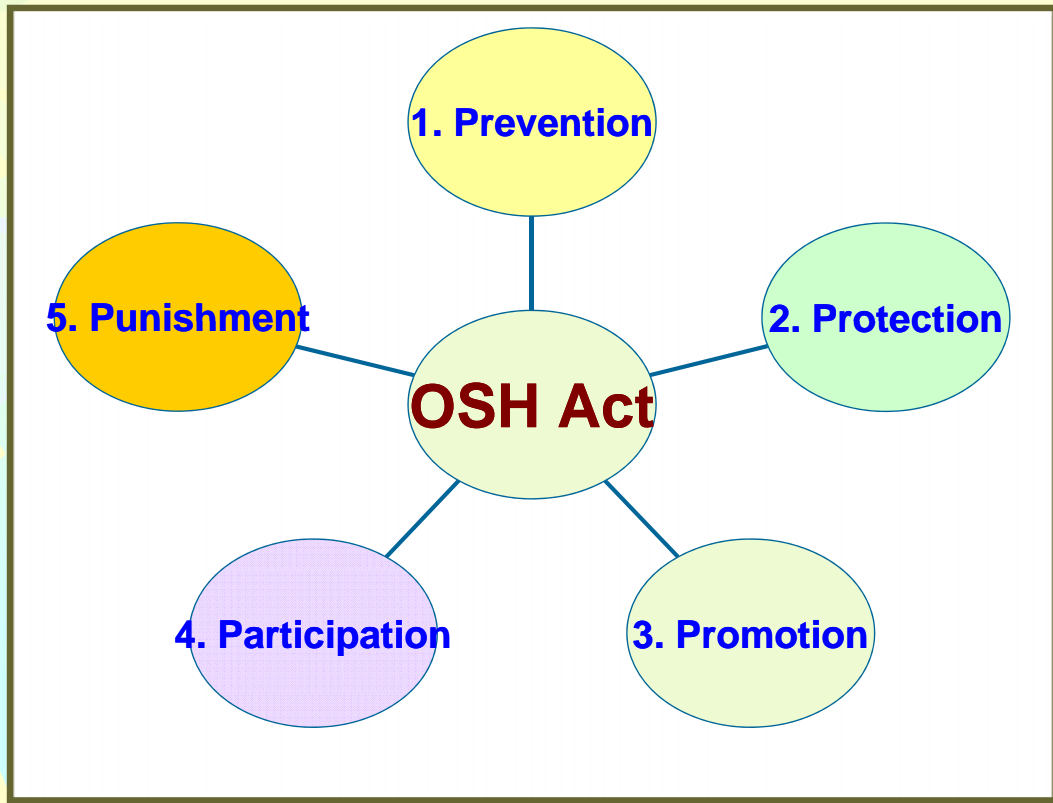 1. Prevention
2. Protection
3. Promotion
4. Participation
5. Punishment
OSH Act